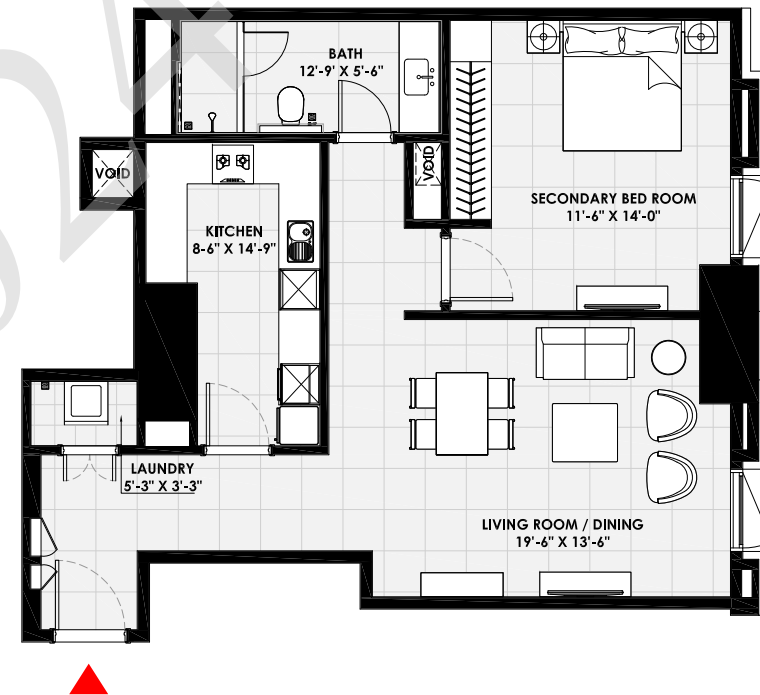 BATH
12'-9' X 5'-6"
VOID
VOID
SECONDARY BED ROOM
11'-6" X 14'-0"
KITCHEN
8-6" X 14'-9"
LAUNDRY
5'-3" X 3'-3"
LIVING ROOM / DINING
19'-6" X 13'-6"